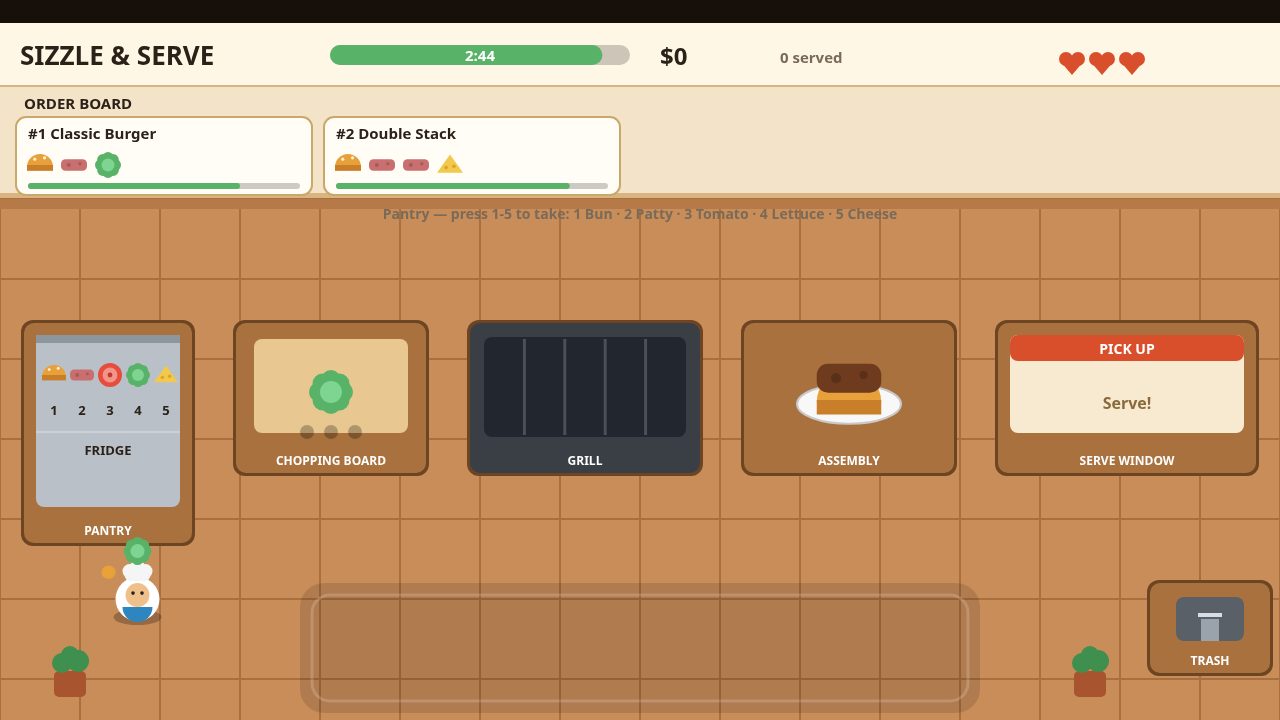 SIZZLE & SERVE
2:44
$0
0 served
ORDER BOARD
#1 Classic Burger
#2 Double Stack
Pantry — press 1-5 to take: 1 Bun · 2 Patty · 3 Tomato · 4 Lettuce · 5 Cheese
1 2 3 4 5
FRIDGE
PANTRY
CHOPPING BOARD
GRILL
ASSEMBLY
PICK UP
Serve!
SERVE WINDOW
TRASH